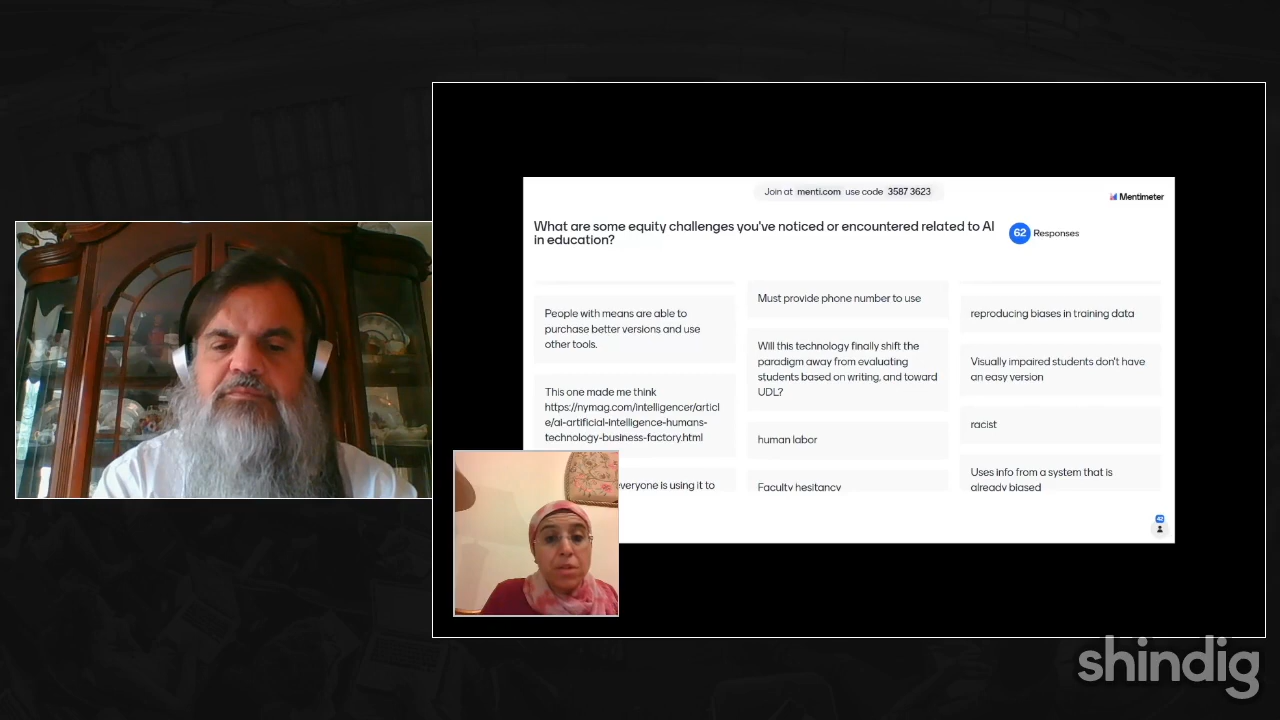 Join at menti.com use code 3587 3623
Mentimeter
What are some equity challenges you've noticed or encountered related to AI
in education?
62 Responses
People with means are able to
purchase better versions and use
other tools.
This one made me think
https://nymag.com/intelligencer/articl
e/ai-artificial-intelligence-humans-
technology-business-factory.html
everyone is using it to
Must provide phone number to use
Will this technology finally shift the
paradigm away from evaluating
students based on writing, and toward
UDL?
human labor
Faculty hesitancy
reproducing biases in training data
Visually impaired students don't have
an easy version
racist
Uses info from a system that is
already biased
42
shindig